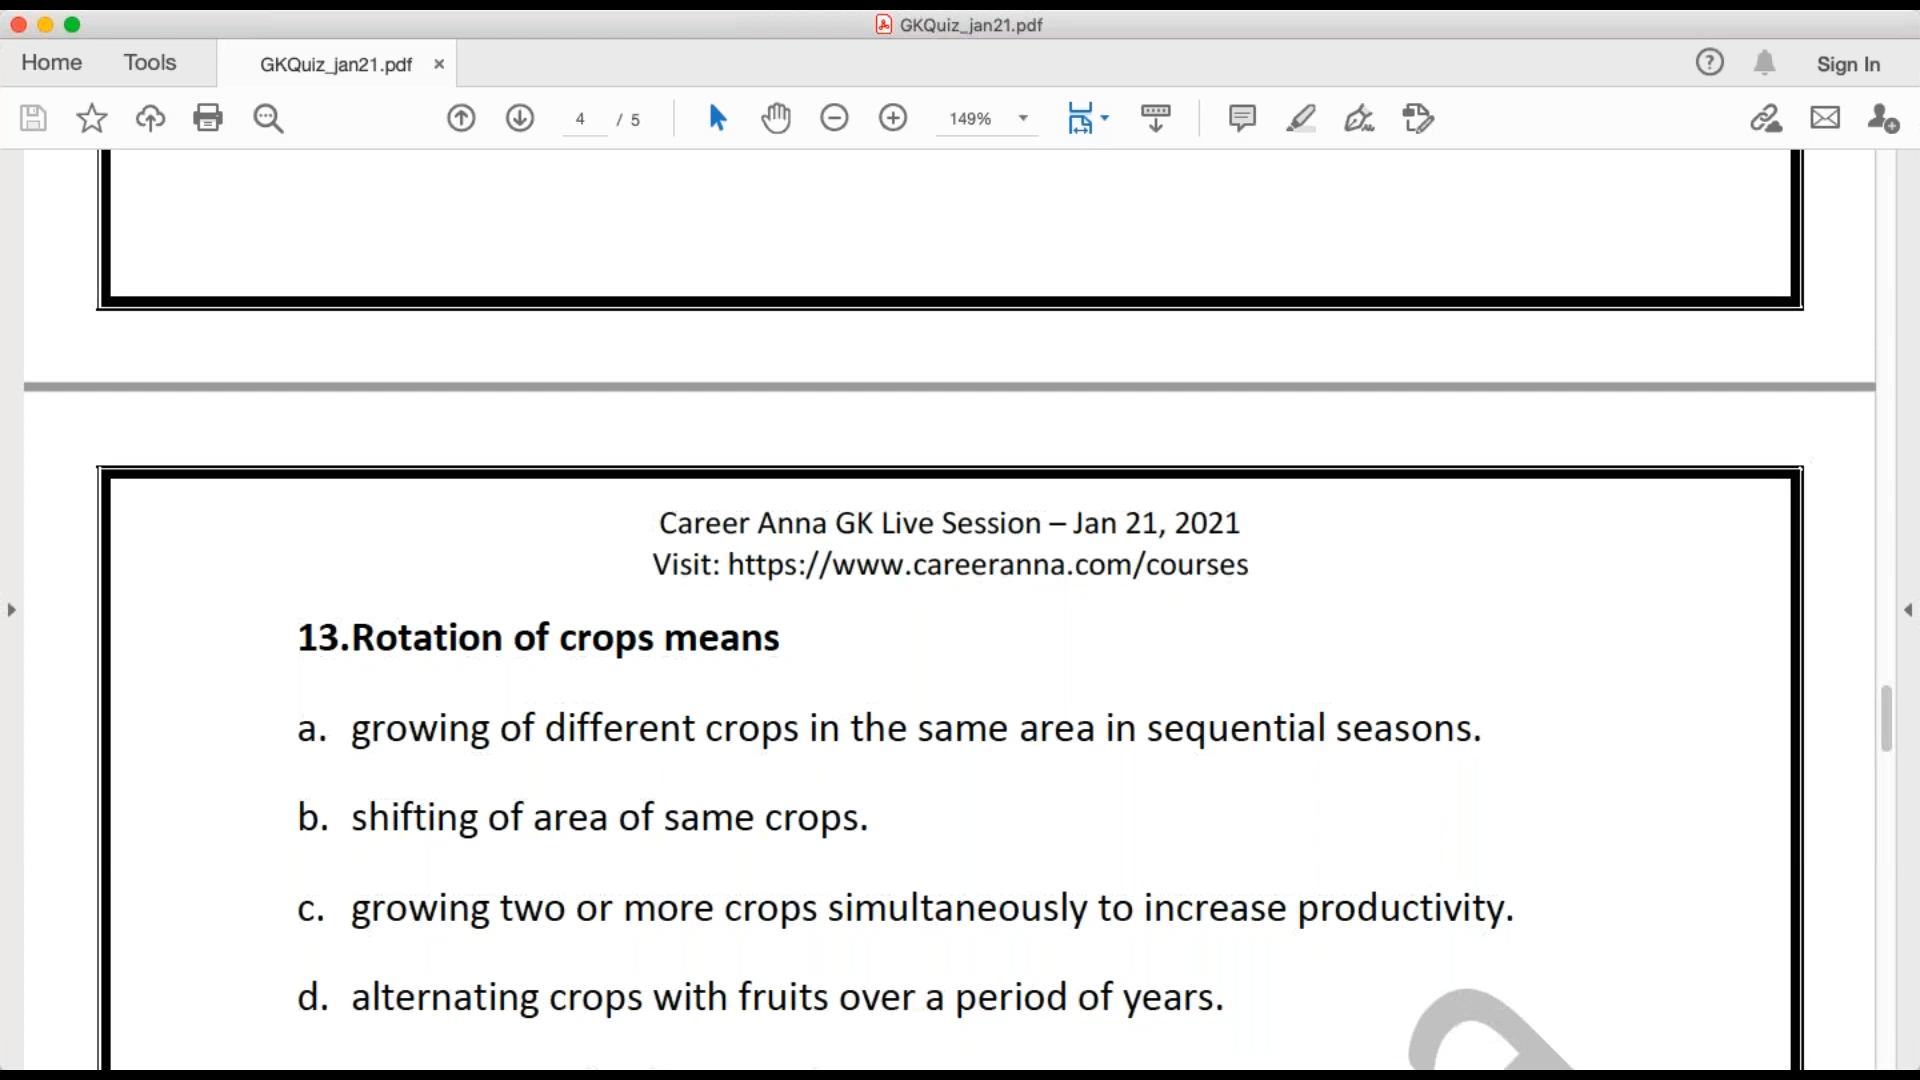 GKQuiz_jan21.pdf
Home Tools GKQuiz_jan21.pdf × ? Sign In
4 / 5 149%
Career Anna GK Live Session – Jan 21, 2021
Visit: https://www.careeranna.com/courses
13.Rotation of crops means
a. growing of different crops in the same area in sequential seasons.
b. shifting of area of same crops.
c. growing two or more crops simultaneously to increase productivity.
d. alternating crops with fruits over a period of years.